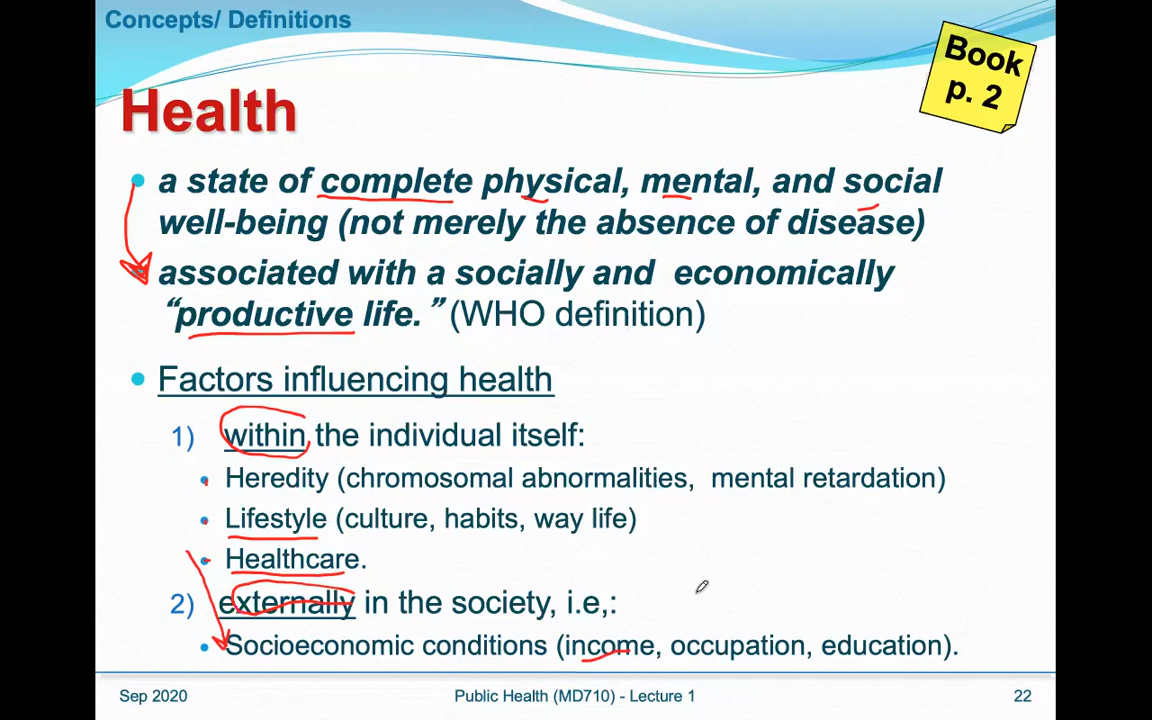 Concepts/ Definitions
Book
p. 2
Health
• a state of complete physical, mental, and social
well-being (not merely the absence of disease)
• associated with a socially and economically
“productive life.” (WHO definition)
• Factors influencing health
1) within the individual itself:
• Heredity (chromosomal abnormalities, mental retardation)
• Lifestyle (culture, habits, way life)
• Healthcare.
2) externally in the society, i.e,:
• Socioeconomic conditions (income, occupation, education).
Sep 2020 Public Health (MD710) - Lecture 1 22